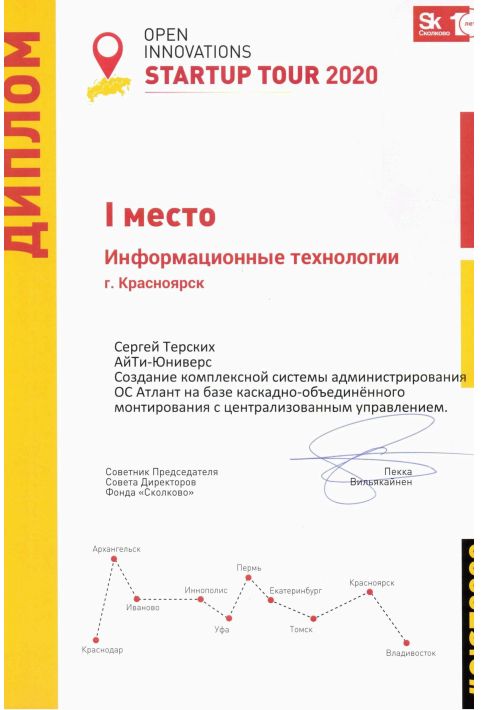 ДИПЛОМ
OPEN
INNOVATIONS
STARTUP TOUR 2020
Sk
Сколково
I место
Информационные технологии
г. Красноярск
Сергей Терских
АйТи-Юниверс
Создание комплексной системы администрирования
ОС Атлант на базе каскадно-объединённого
монтирования с централизованным управлением.
Советник Председателя
Совета Директоров
Фонда «Сколково»
Пекка
Вильякайнен
Архангельск
Пермь
Иваново
Иннополис
Екатеринбург
Красноярск
Уфа
Томск
Краснодар
Владивосток